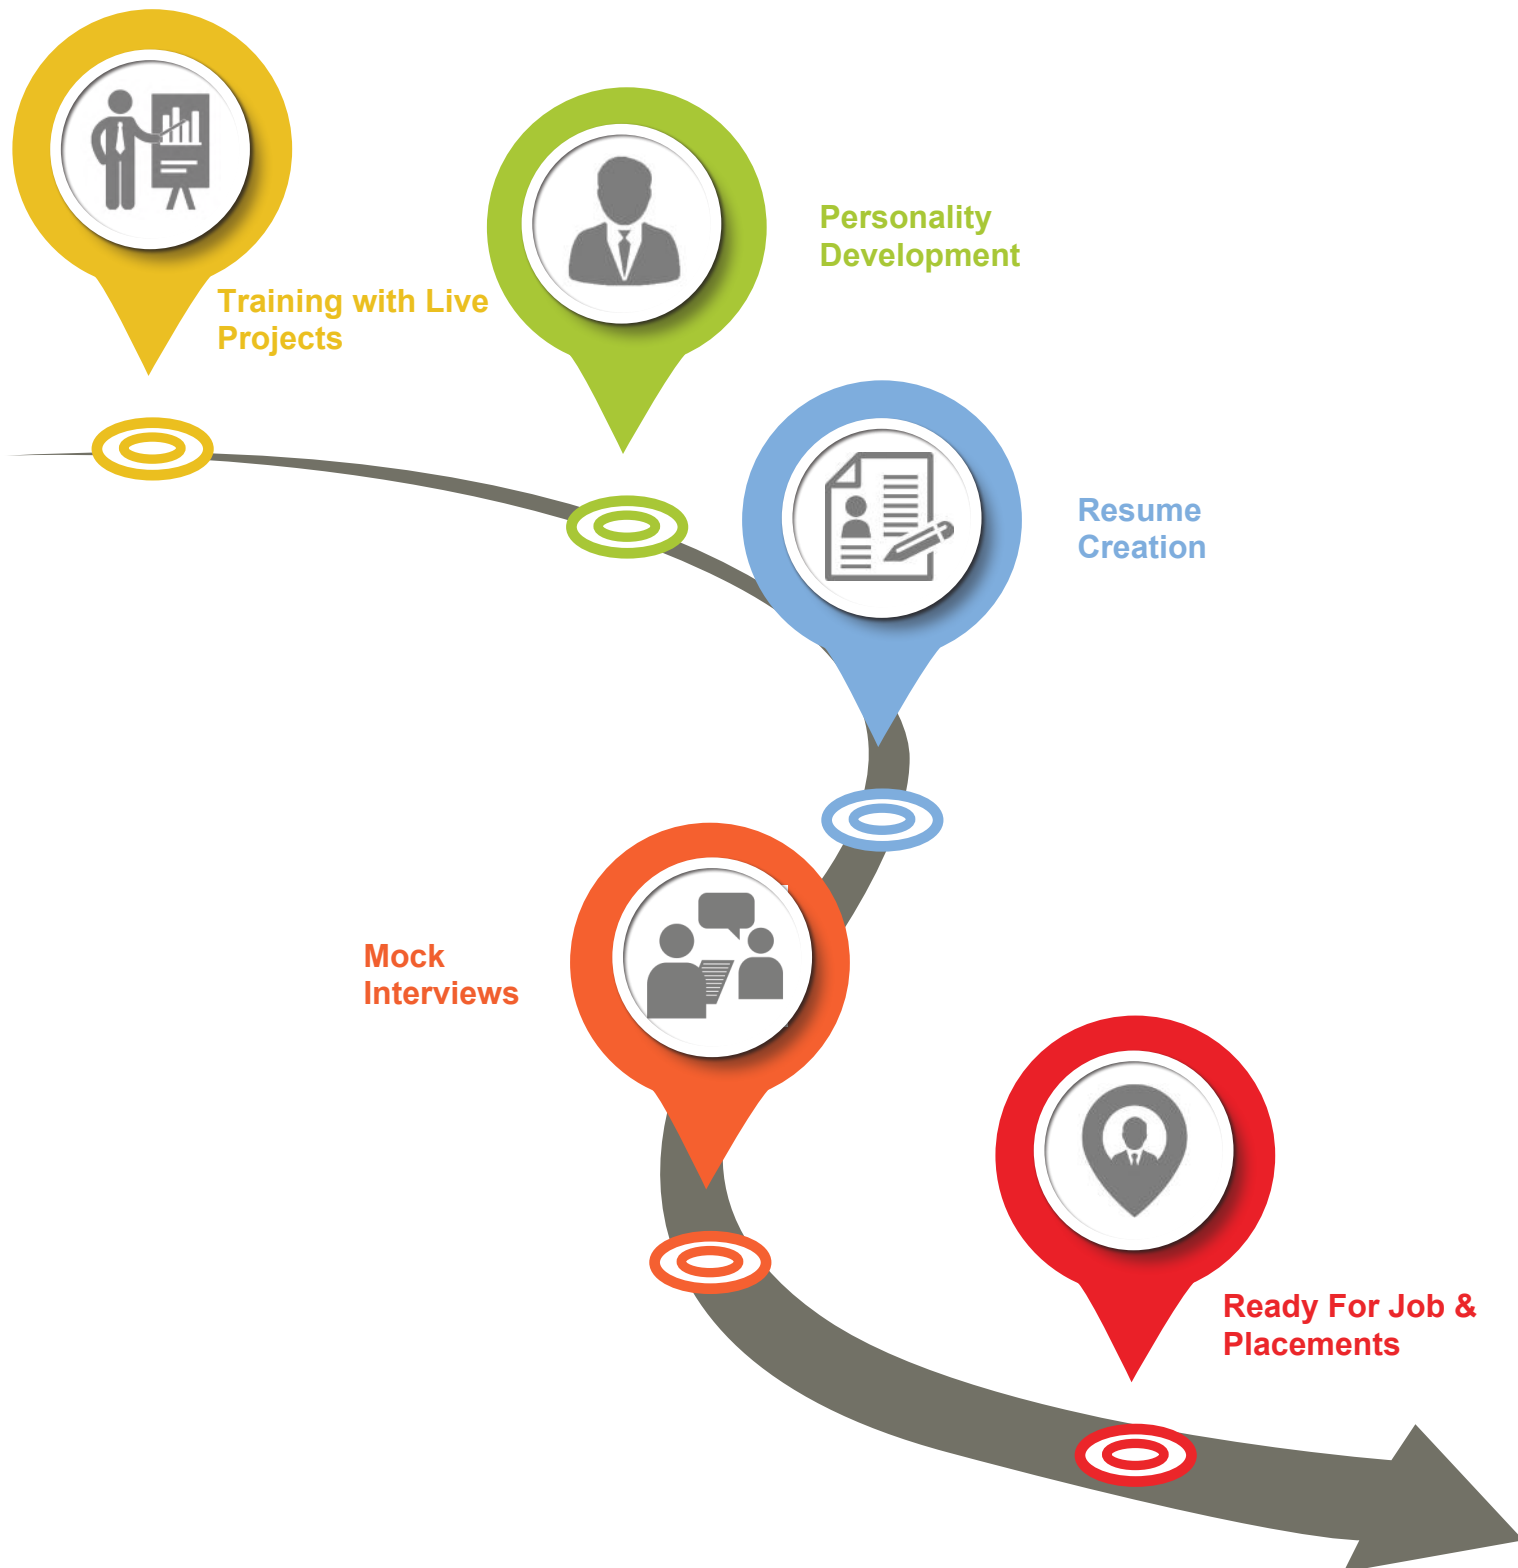 Training with Live
Projects
Personality
Development
Resume
Creation
Mock
Interviews
Ready For Job &
Placements